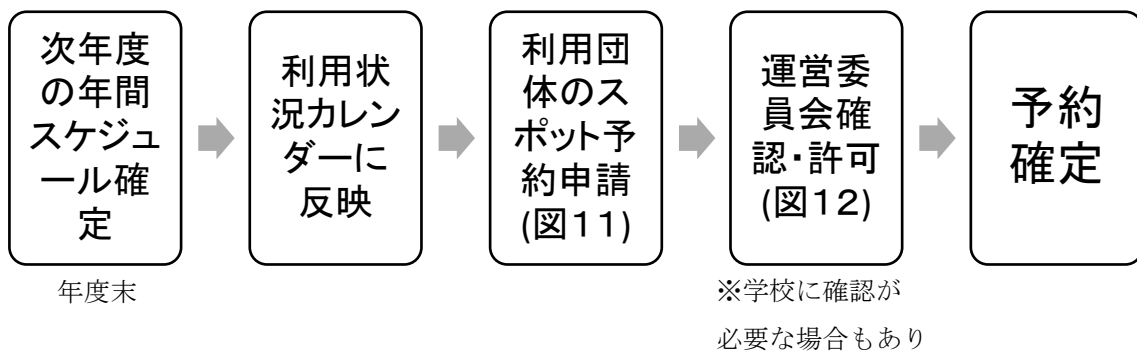 次年度
の年間
スケジュ
ール確
定
利用状
況カレン
ダーに
反映
利用団
体のス
ポット予
約申請
(図11)
運営委
員会確
認・許可
(図12)
予約
確定
年度末
※学校に確認が
必要な場合もあり